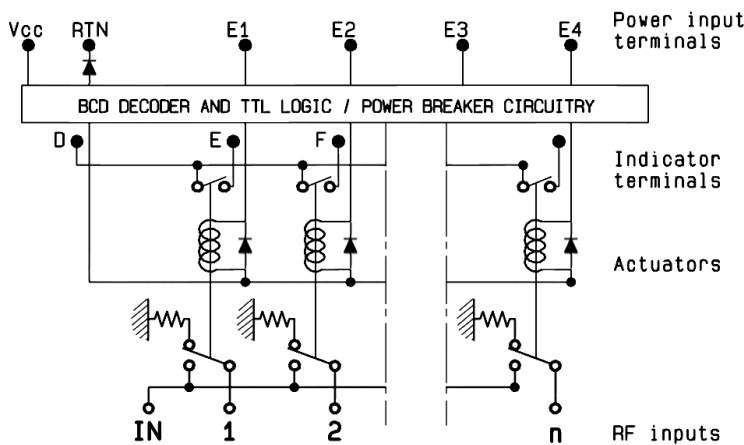 Vcc RTN E1 E2 E3 E4 Power input
terminals
BCD DECODER AND TTL LOGIC / POWER BREAKER CIRCUITRY
D E F
Indicator
terminals
Actuators
IN 1 2 n RF inputs